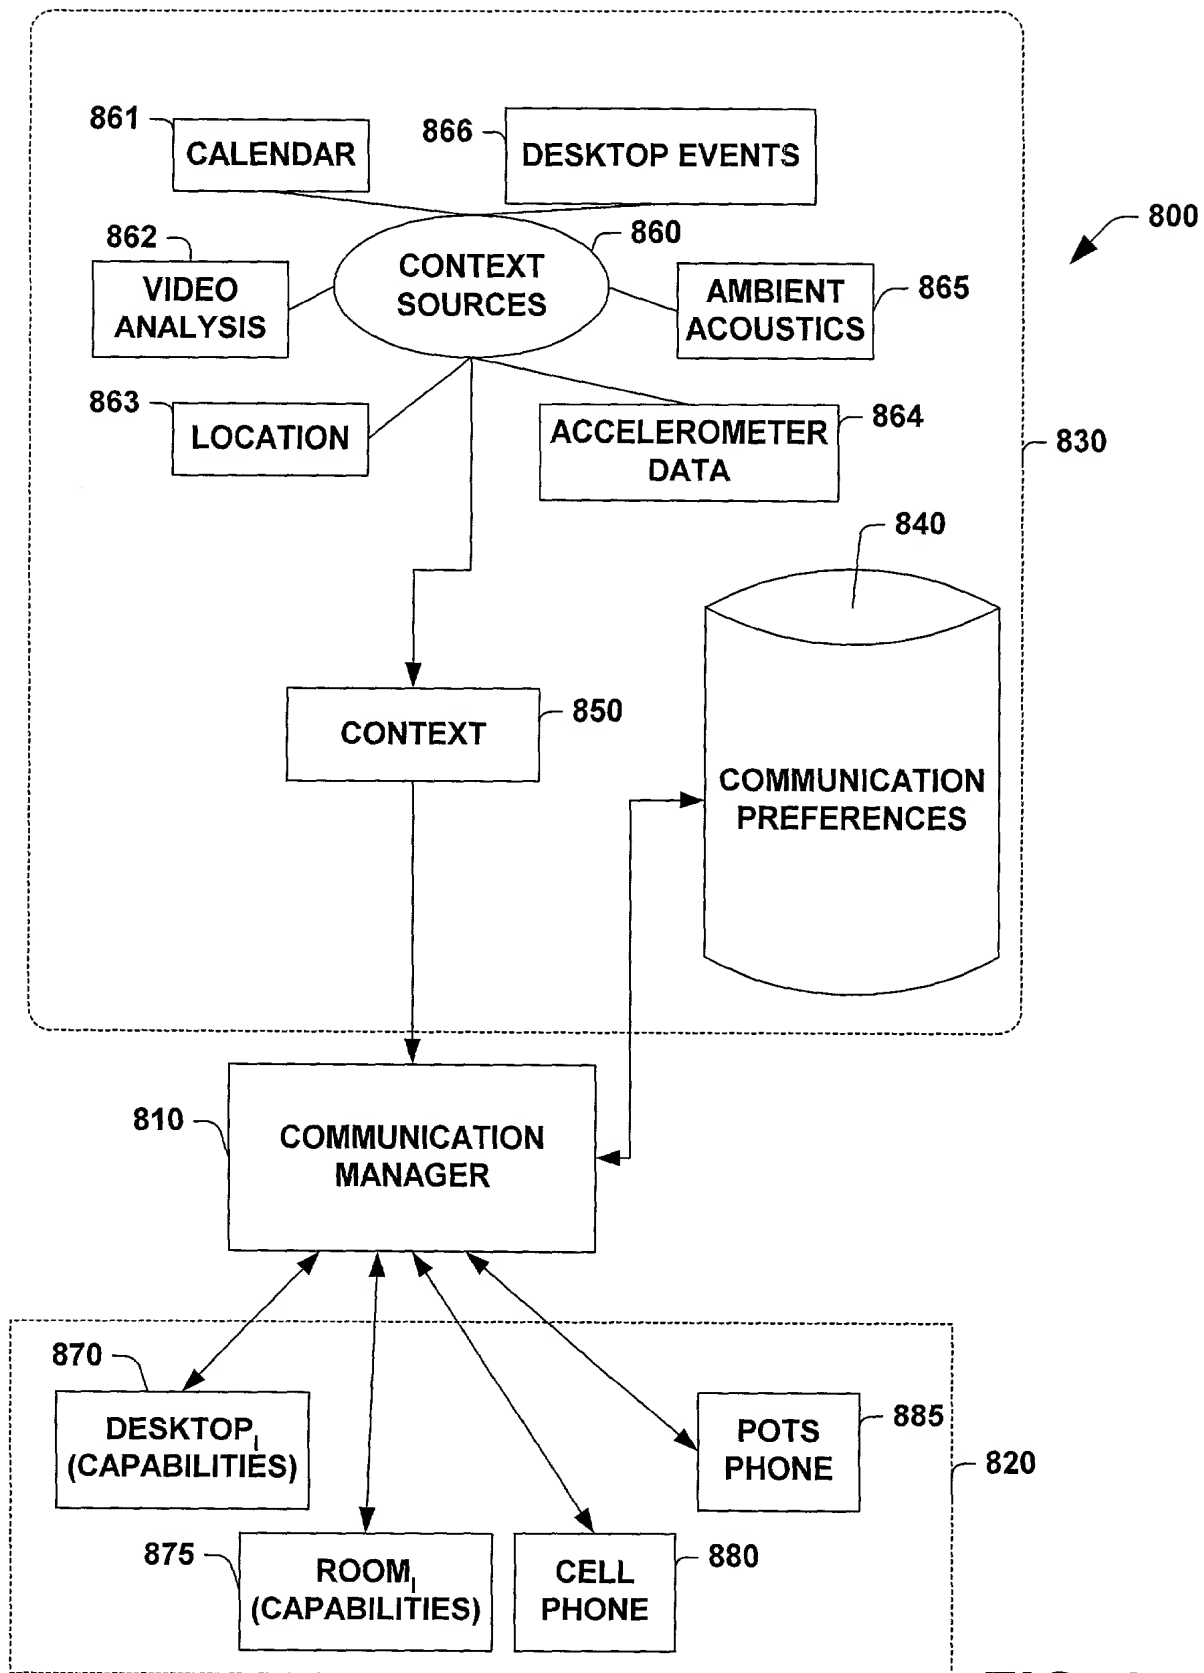 861
CALENDAR
866
DESKTOP EVENTS
800
862
VIDEO
ANALYSIS
860
CONTEXT
SOURCES
AMBIENT
ACOUSTICS
865
863
LOCATION
ACCELEROMETER
DATA
864
830
840
CONTEXT
850
COMMUNICATION
PREFERENCES
810
COMMUNICATION
MANAGER
870
DESKTOPI
(CAPABILITIES)
POTS
PHONE
885
820
875
ROOMI
(CAPABILITIES)
CELL
PHONE
880